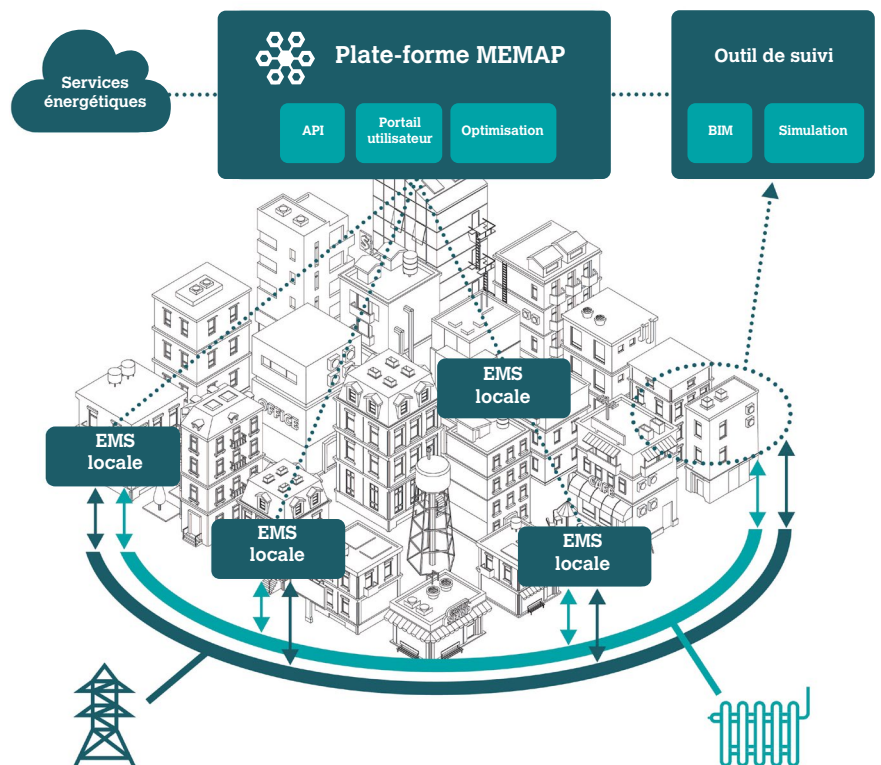 Services
énergétiques
Plate-forme MEMAP
API
Portail
utilisateur
Optimisation
Outil de suivi
BIM
Simulation
EMS
locale
EMS
locale
EMS
locale
EMS
locale
OFFICE